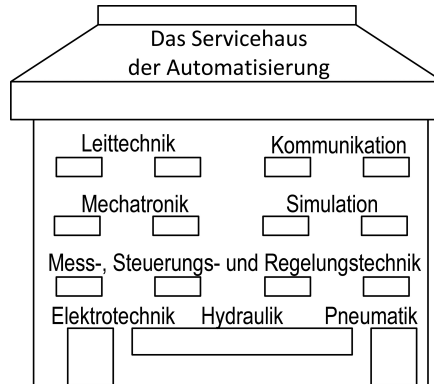 Das Servicehaus
der Automatisierung
Leittechnik Kommunikation
Mechatronik Simulation
Mess-, Steuerungs- und Regelungstechnik
Elektrotechnik Hydraulik Pneumatik